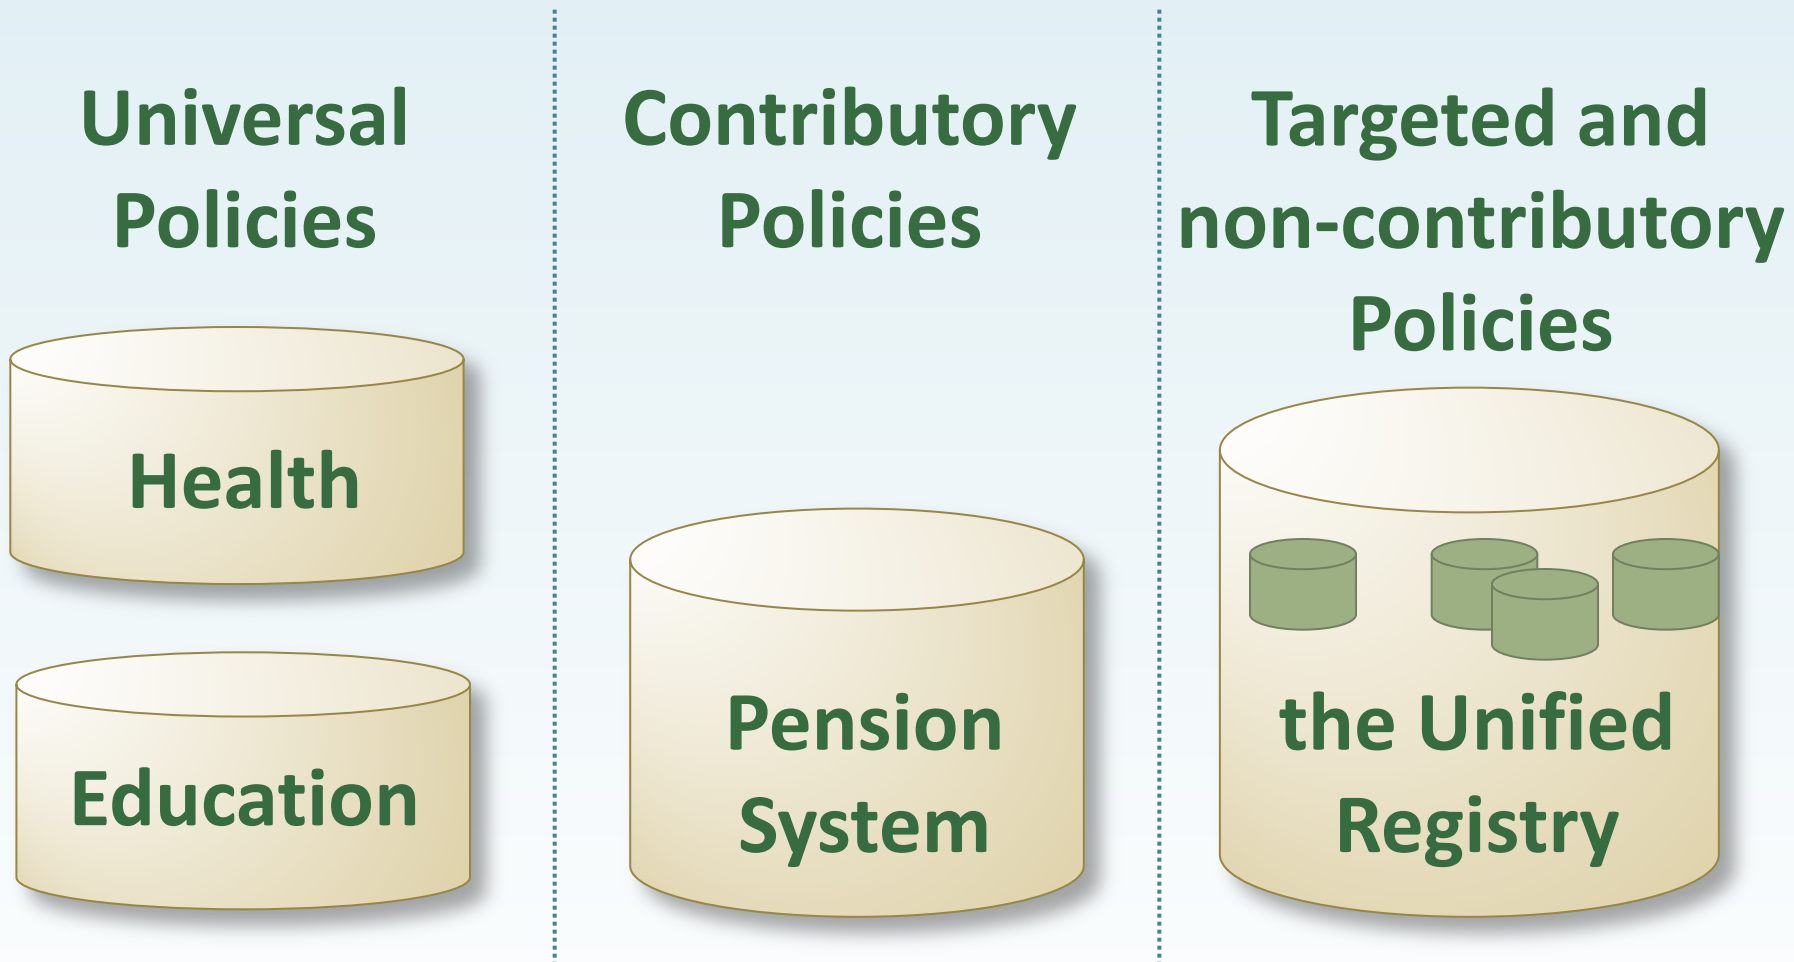 Universal
Policies
Health
Education
Contributory
Policies
Pension
System
Targeted and
non-contributory
Policies
the Unified
Registry